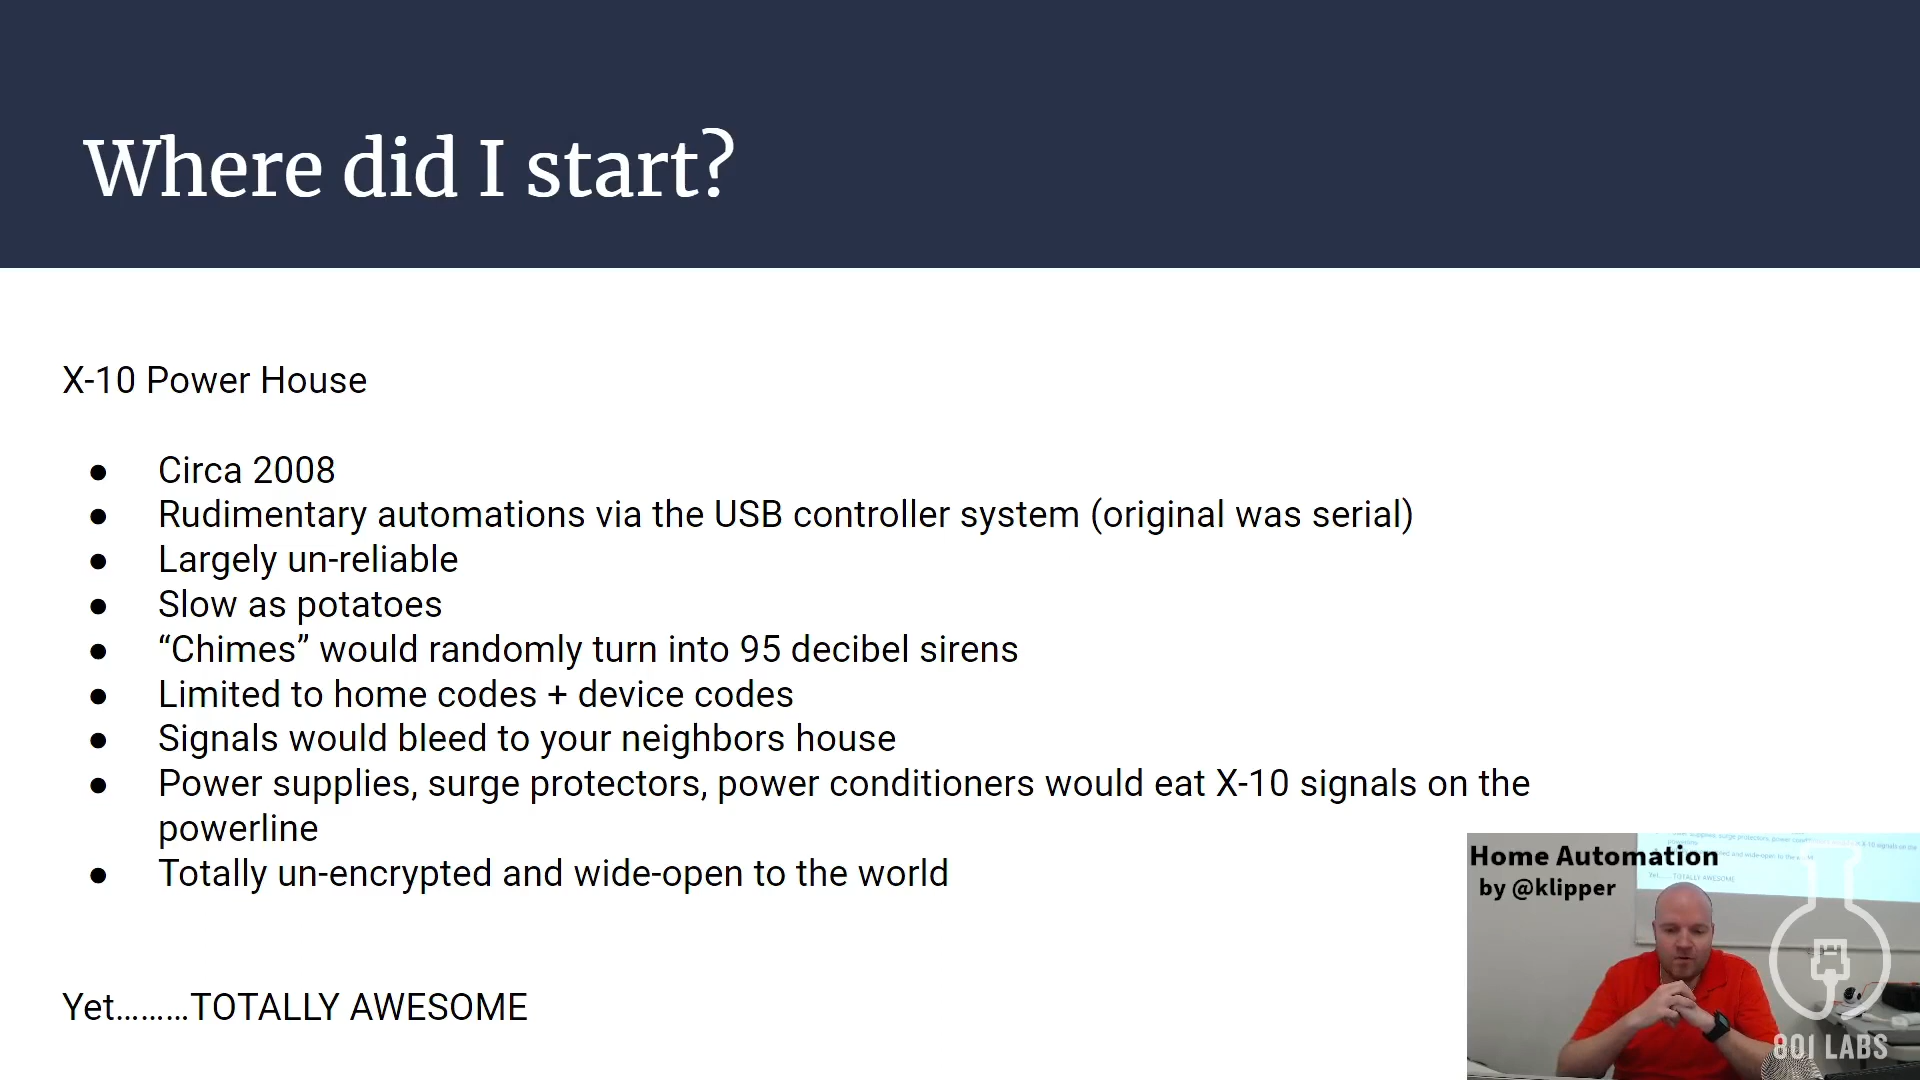 Where did I start?
X-10 Power House
● Circa 2008
● Rudimentary automations via the USB controller system (original was serial)
● Largely un-reliable
● Slow as potatoes
● “Chimes” would randomly turn into 95 decibel sirens
● Limited to home codes + device codes
● Signals would bleed to your neighbors house
● Power supplies, surge protectors, power conditioners would eat X-10 signals on the
powerline
● Totally un-encrypted and wide-open to the world
Yet.........TOTALLY AWESOME
Home Automation
by @klipper
Yet...... TOTALLY AWESOME
801 LABS